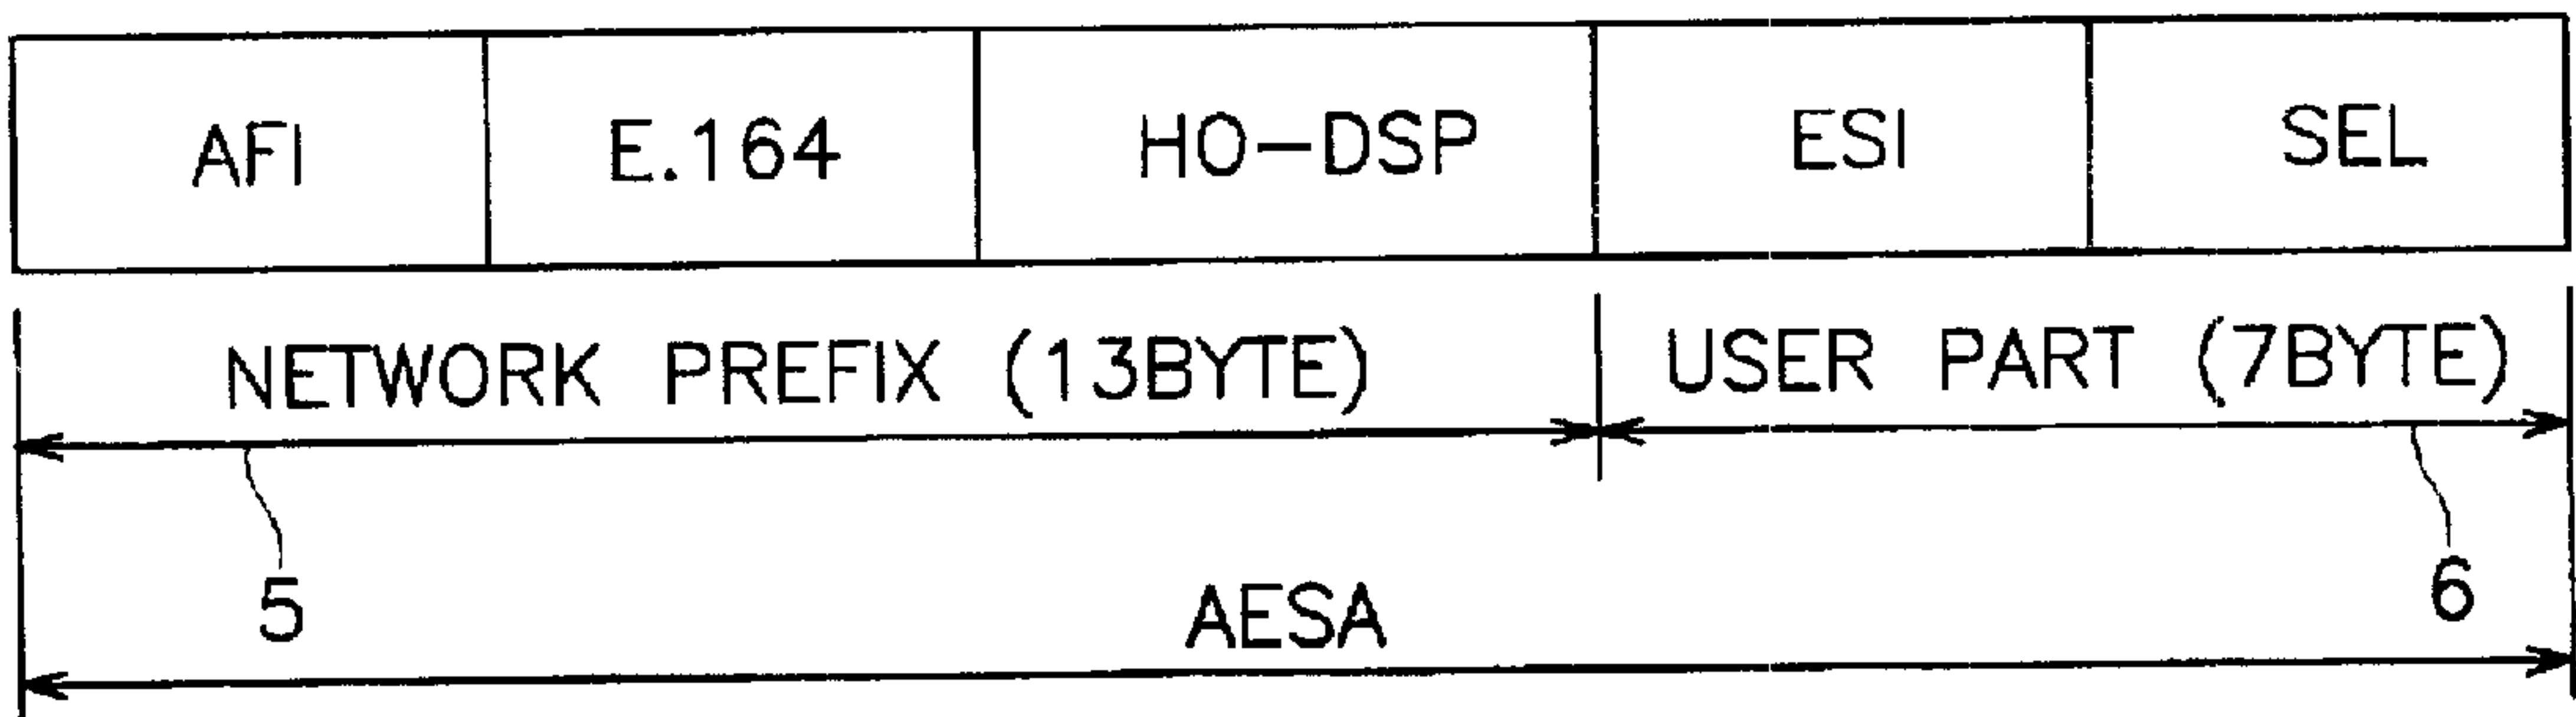 AFI E.164 HO-DSP ESI SEL
NETWORK PREFIX (13BYTE) USER PART (7BYTE)
5 6
AESA